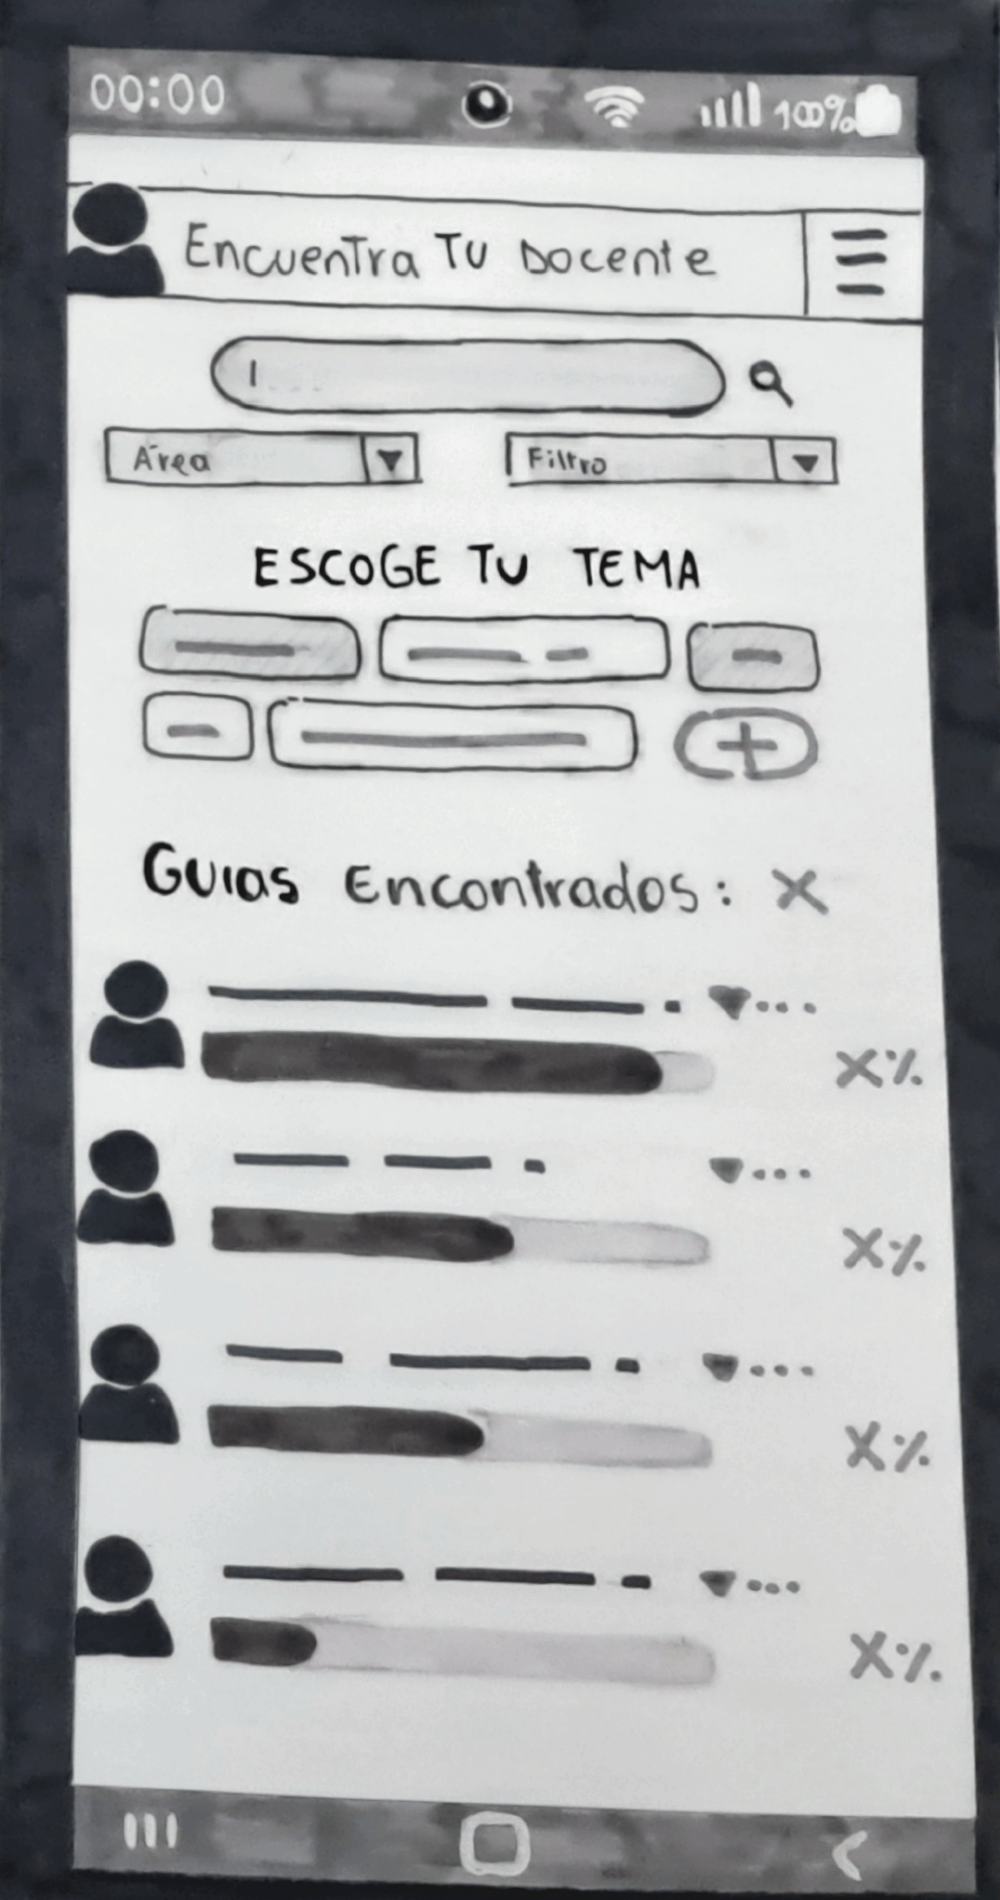 00:00 100%
Encuentra Tu Docente
Área Filtro
ESCOGE TU TEMA
Guias Encontrados: X
X%
X%
X%
X%